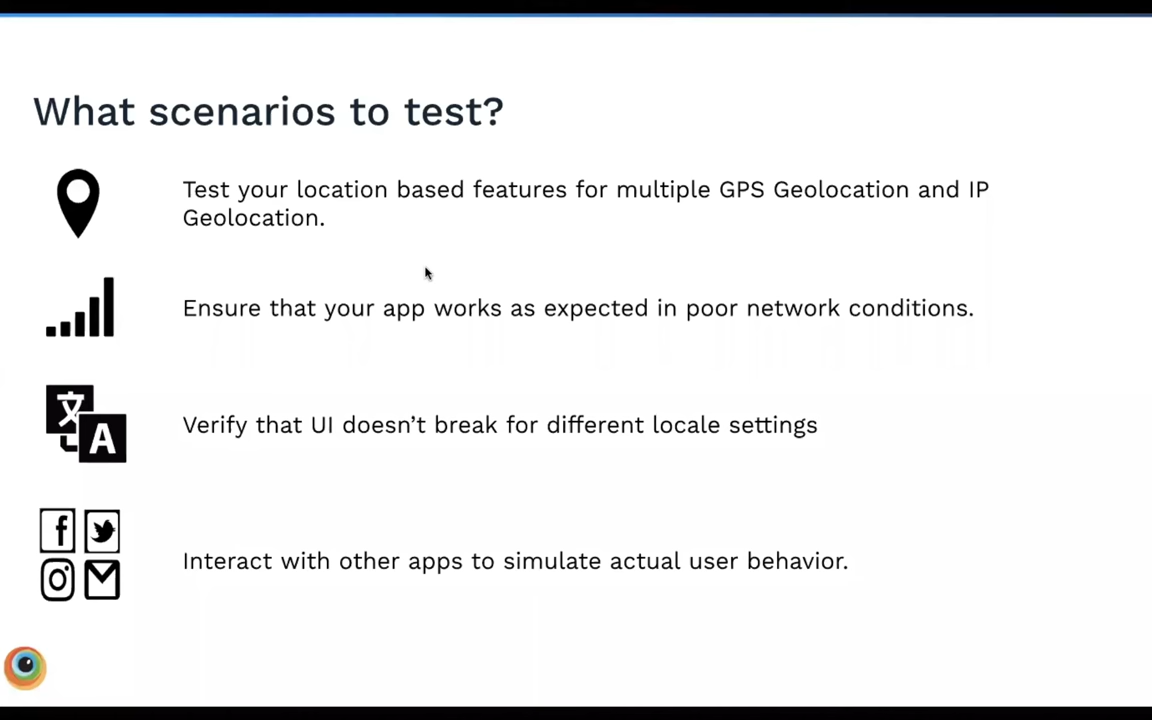 What scenarios to test?
Test your location based features for multiple GPS Geolocation and IP
Geolocation.
Ensure that your app works as expected in poor network conditions.
文
A
Verify that UI doesn’t break for different locale settings
f
Interact with other apps to simulate actual user behavior.